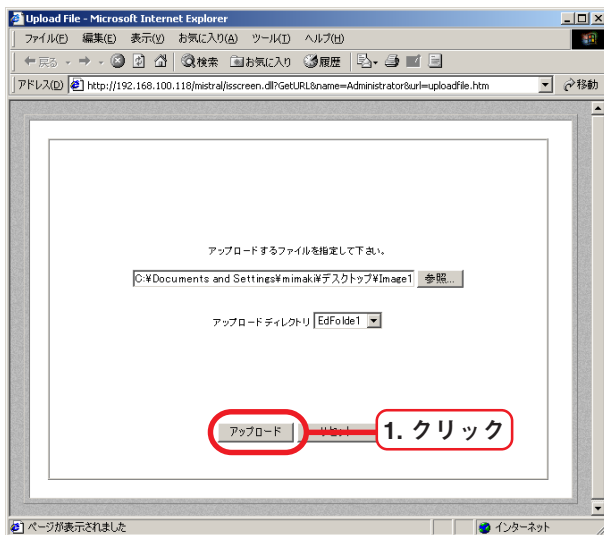 Upload File - Microsoft Internet Explorer
ファイル(F) 編集(E) 表示(V) お気に入り(A) ツール(T) ヘルプ(H)
戻る 検索 お気に入り 履歴
アドレス(D) http://192.168.100.118/mistral/isscreen.dll?GetURL&name=Administrator&url=uploadfile.htm 移動
アップロードするファイルを指定して下さい。
C:¥Documents and Settings¥mimaki¥デスクトップ¥Image1 参照...
アップロードディレクトリ EdFolde1
アップロード 1. クリック
ページが表示されました インターネット